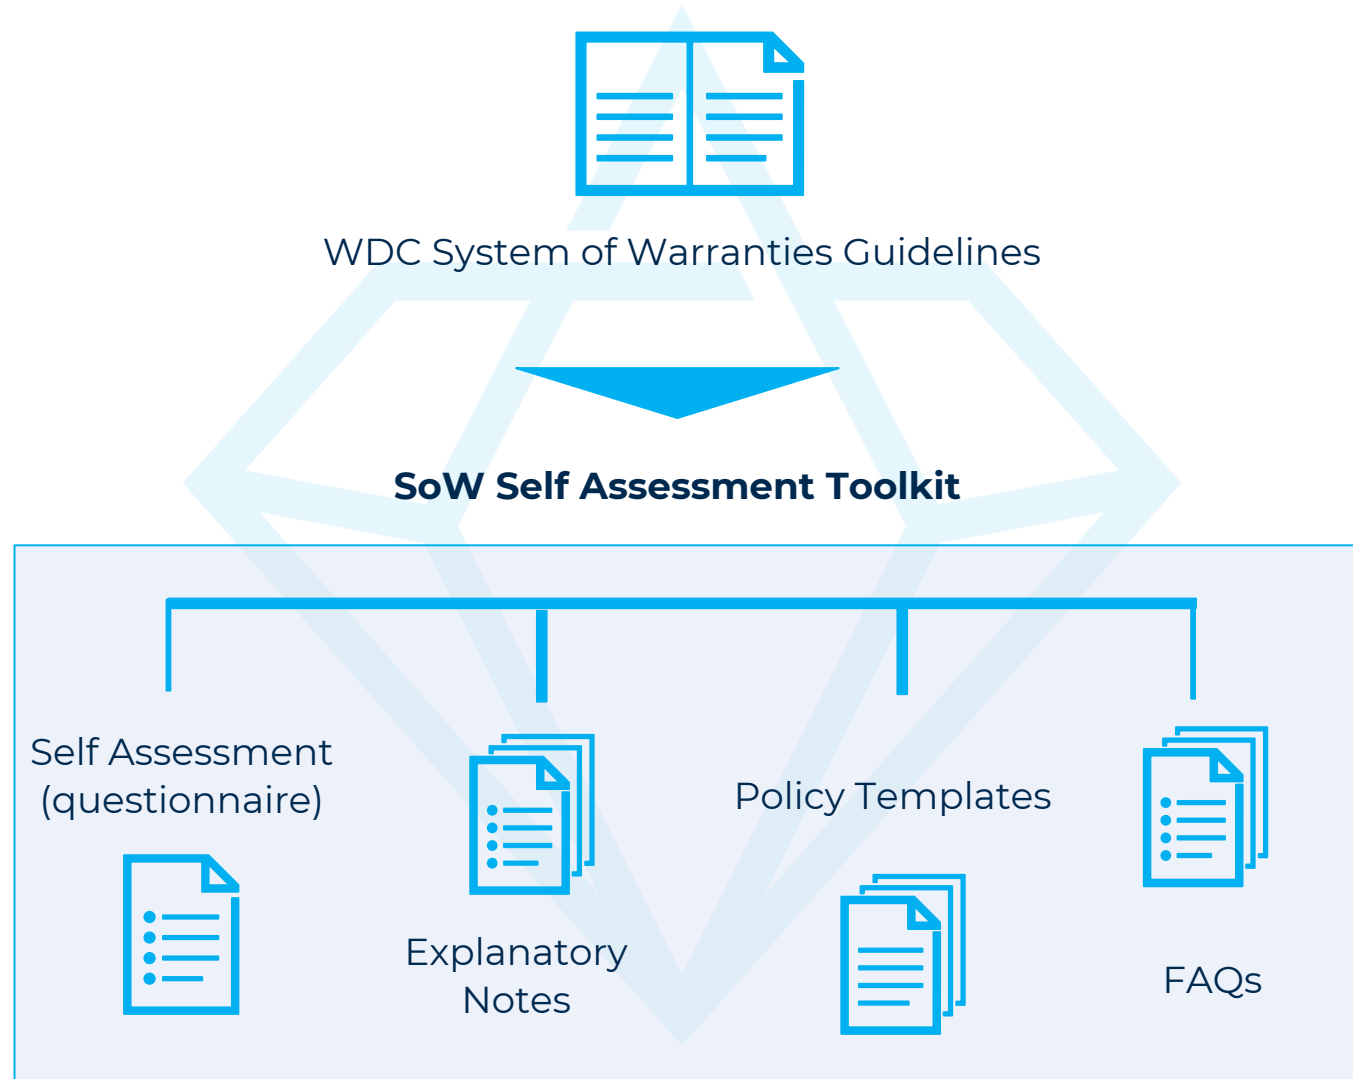 WDC System of Warranties Guidelines
SoW Self Assessment Toolkit
Self Assessment
(questionnaire)
Explanatory
Notes
Policy Templates
FAQs